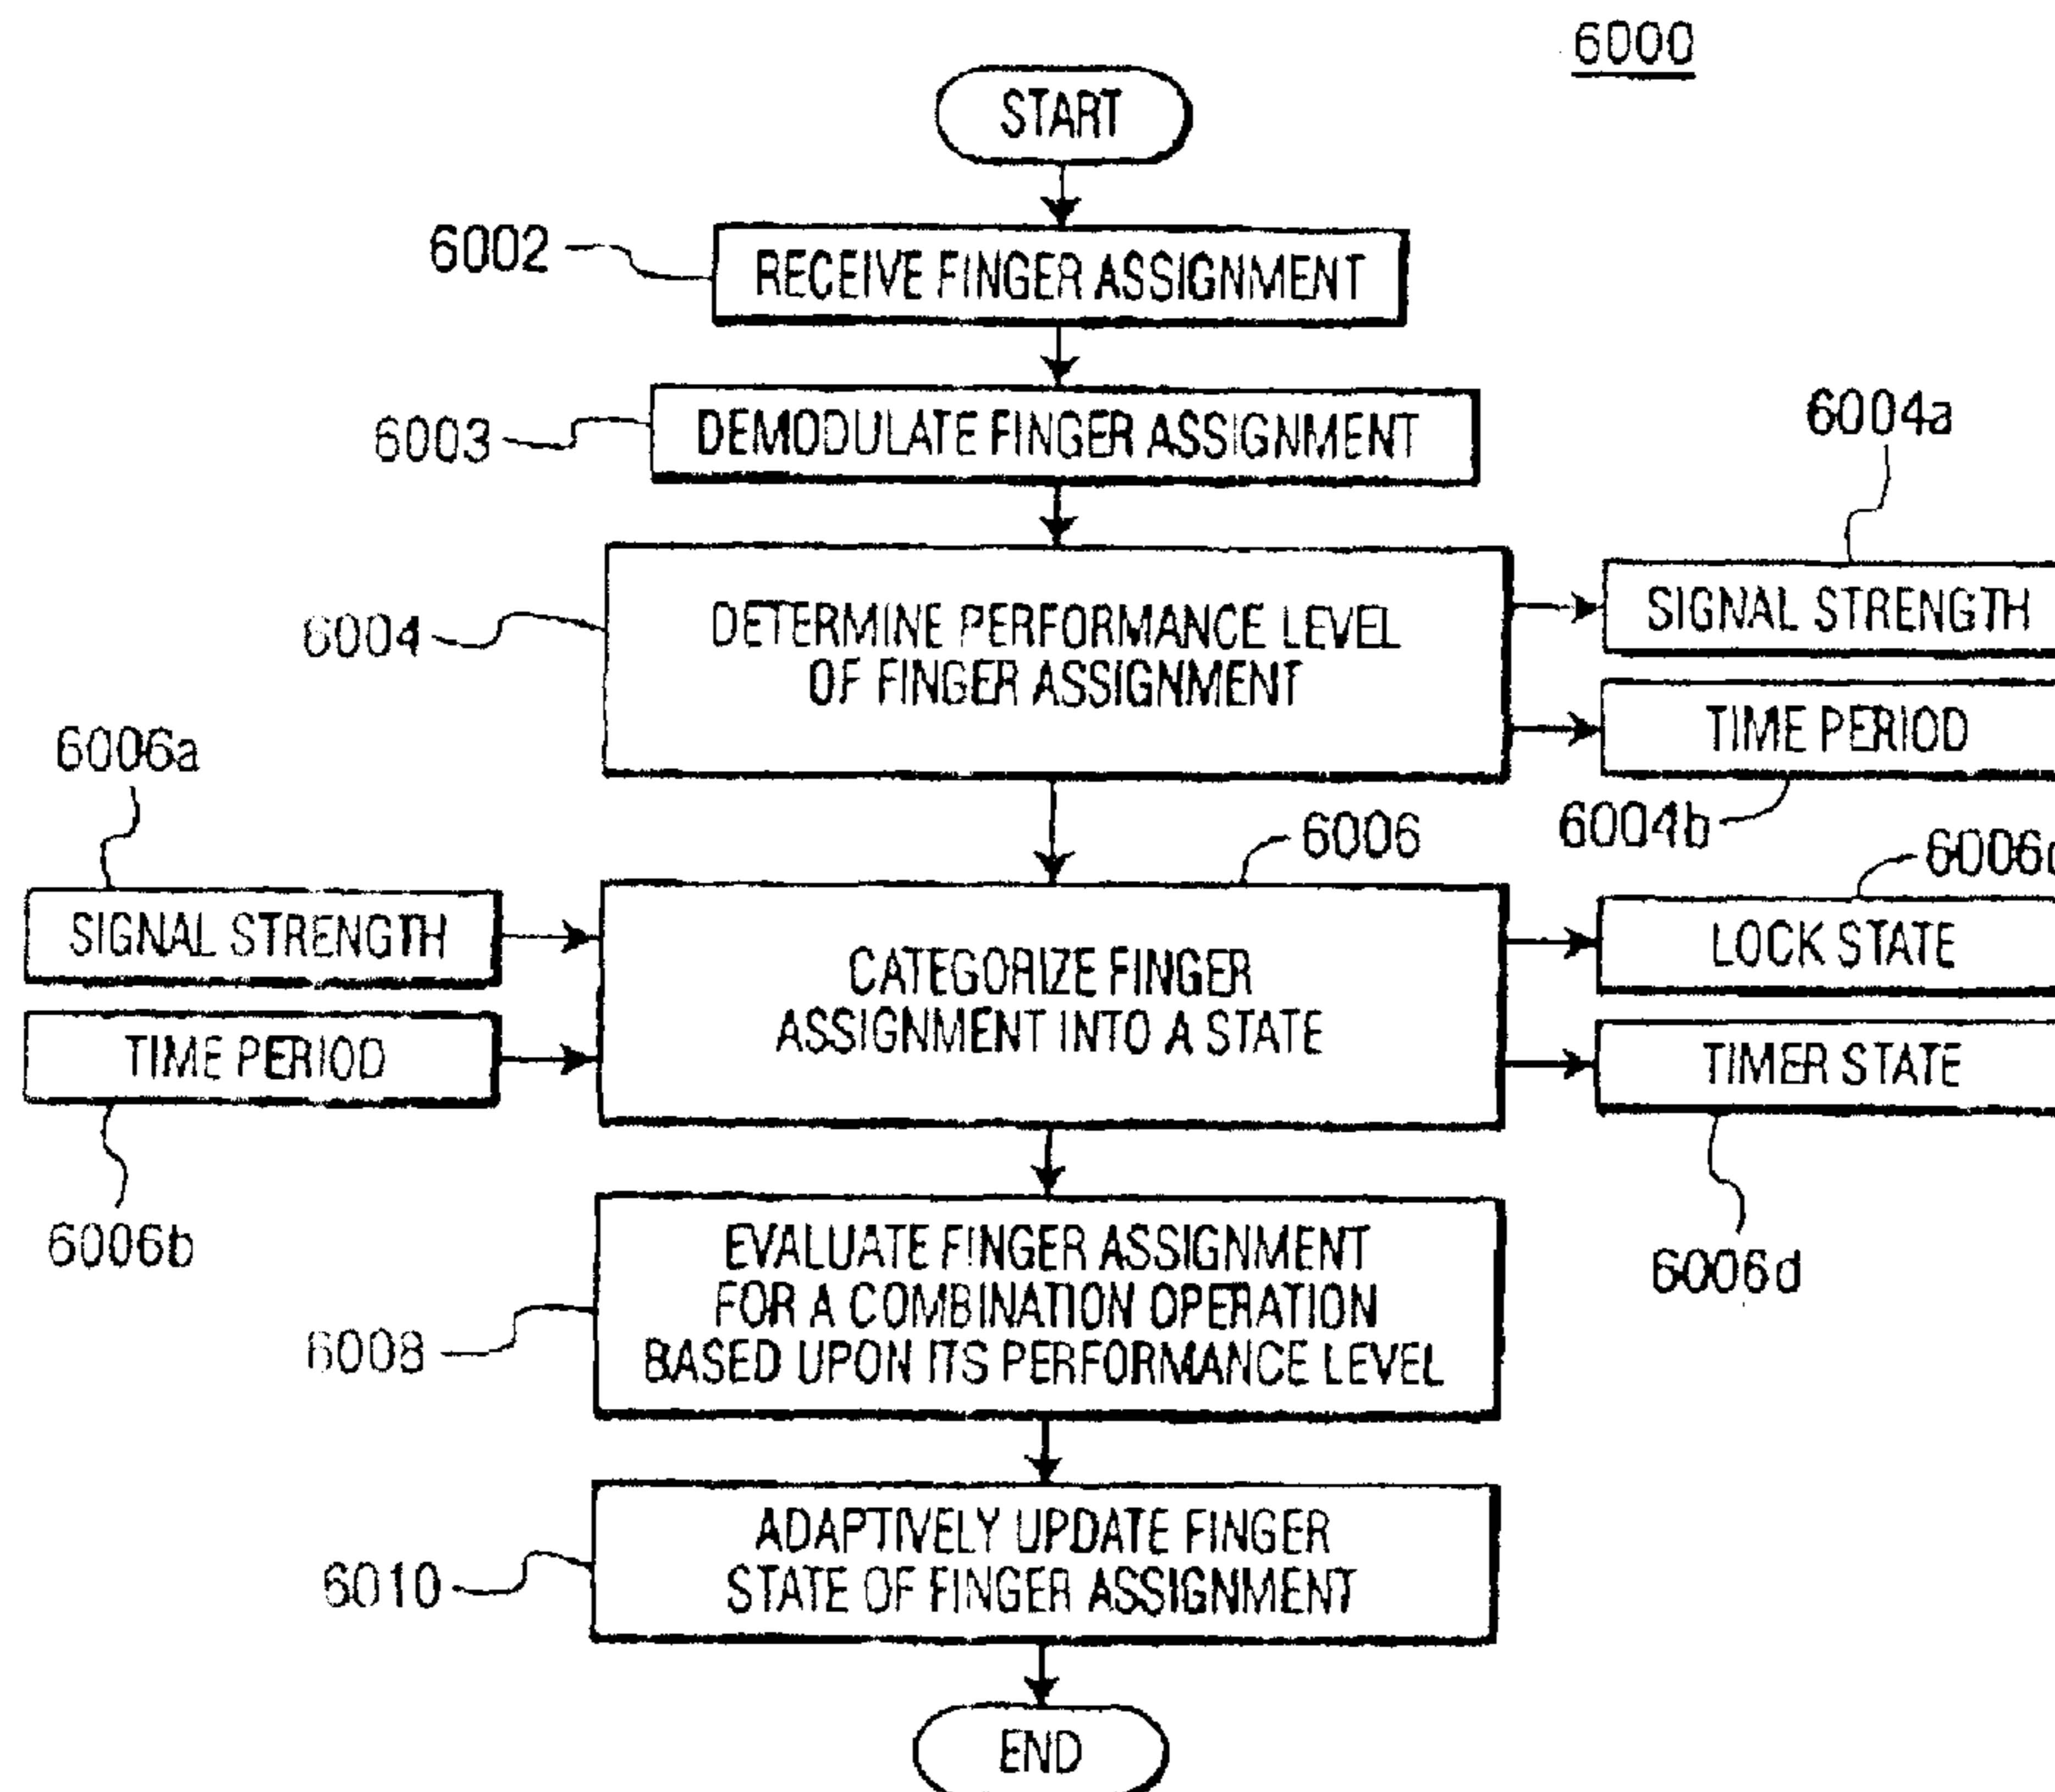 6000
START
6002
RECEIVE FINGER ASSIGNMENT
6003
DEMODULATE FINGER ASSIGNMENT
6004a
6004
DETERMINE PERFORMANCE LEVEL
OF FINGER ASSIGNMENT
SIGNAL STRENGTH
TIME PERIOD
6004b
6006a
6006
SIGNAL STRENGTH
TIME PERIOD
6006b
CATEGORIZE FINGER
ASSIGNMENT INTO A STATE
LOCK STATE
TIMER STATE
6006d
6008
EVALUATE FINGER ASSIGNMENT
FOR A COMBINATION OPERATION
BASED UPON ITS PERFORMANCE LEVEL
6010
ADAPTIVELY UPDATE FINGER
STATE OF FINGER ASSIGNMENT
END